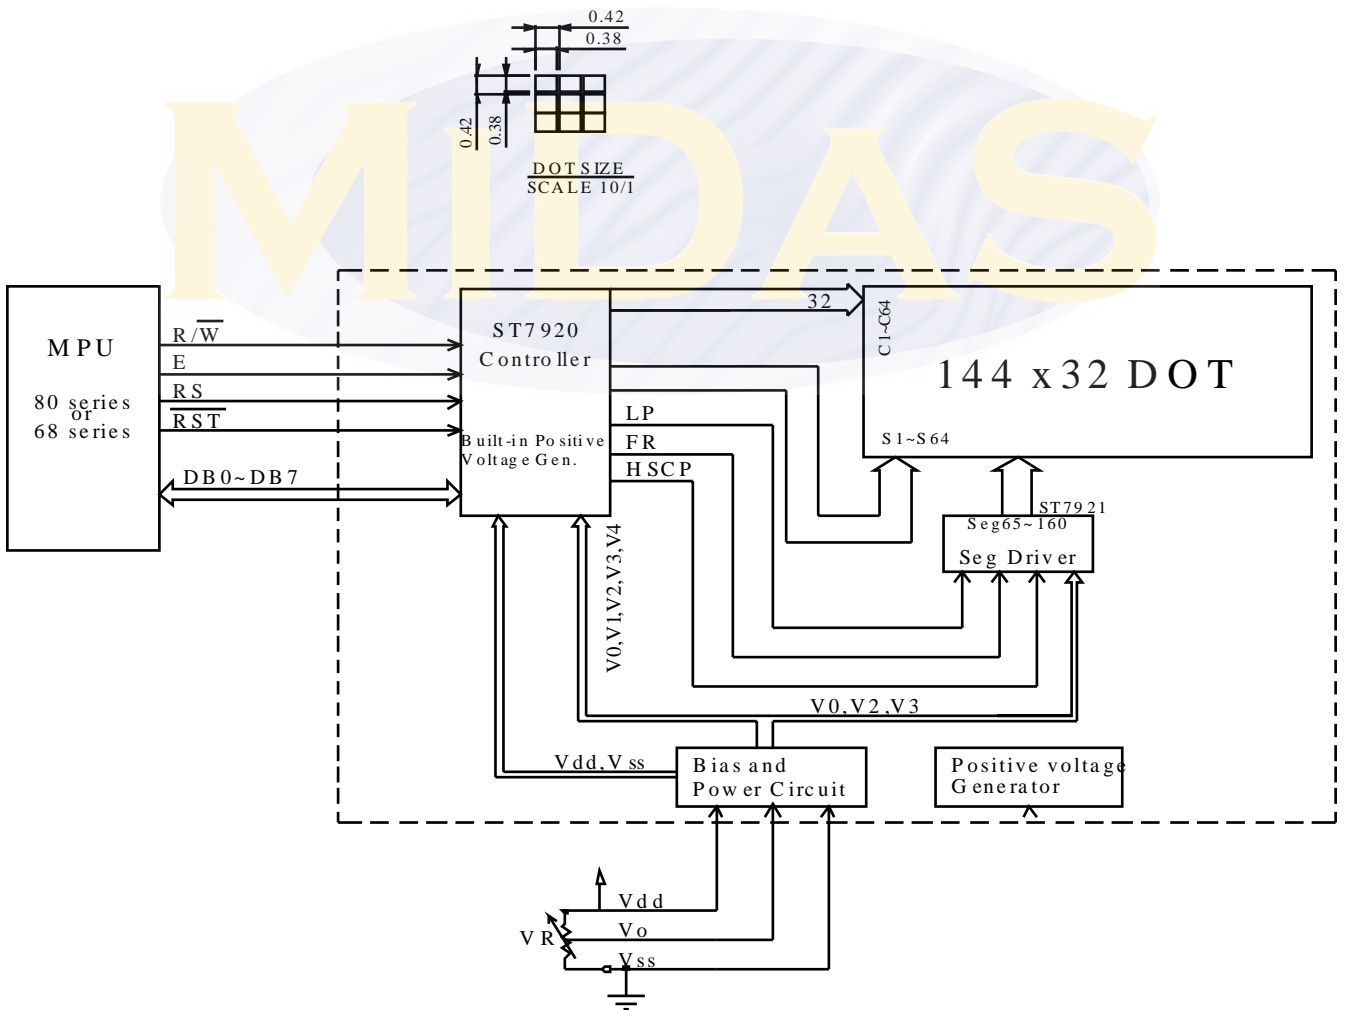 0.42
0.38
0.42
0.38
DOT SIZE
SCALE 10/1
MIDAS
MPU
80 series
or
68 series
R/W
E
RS
RST
DB0~DB7
ST7920
Controller
Built-in Positive
Voltage Gen.
32
C1~C64
144 x32 DOT
S1~S64
LP
FR
HSCP
ST7921
Seg65~160
Seg Driver
V0,V1,V2,V3,V4
V0,V2,V3
Vdd,Vss
Bias and
Power Circuit
Positive voltage
Generator
Vdd
VR
Vo
Vss